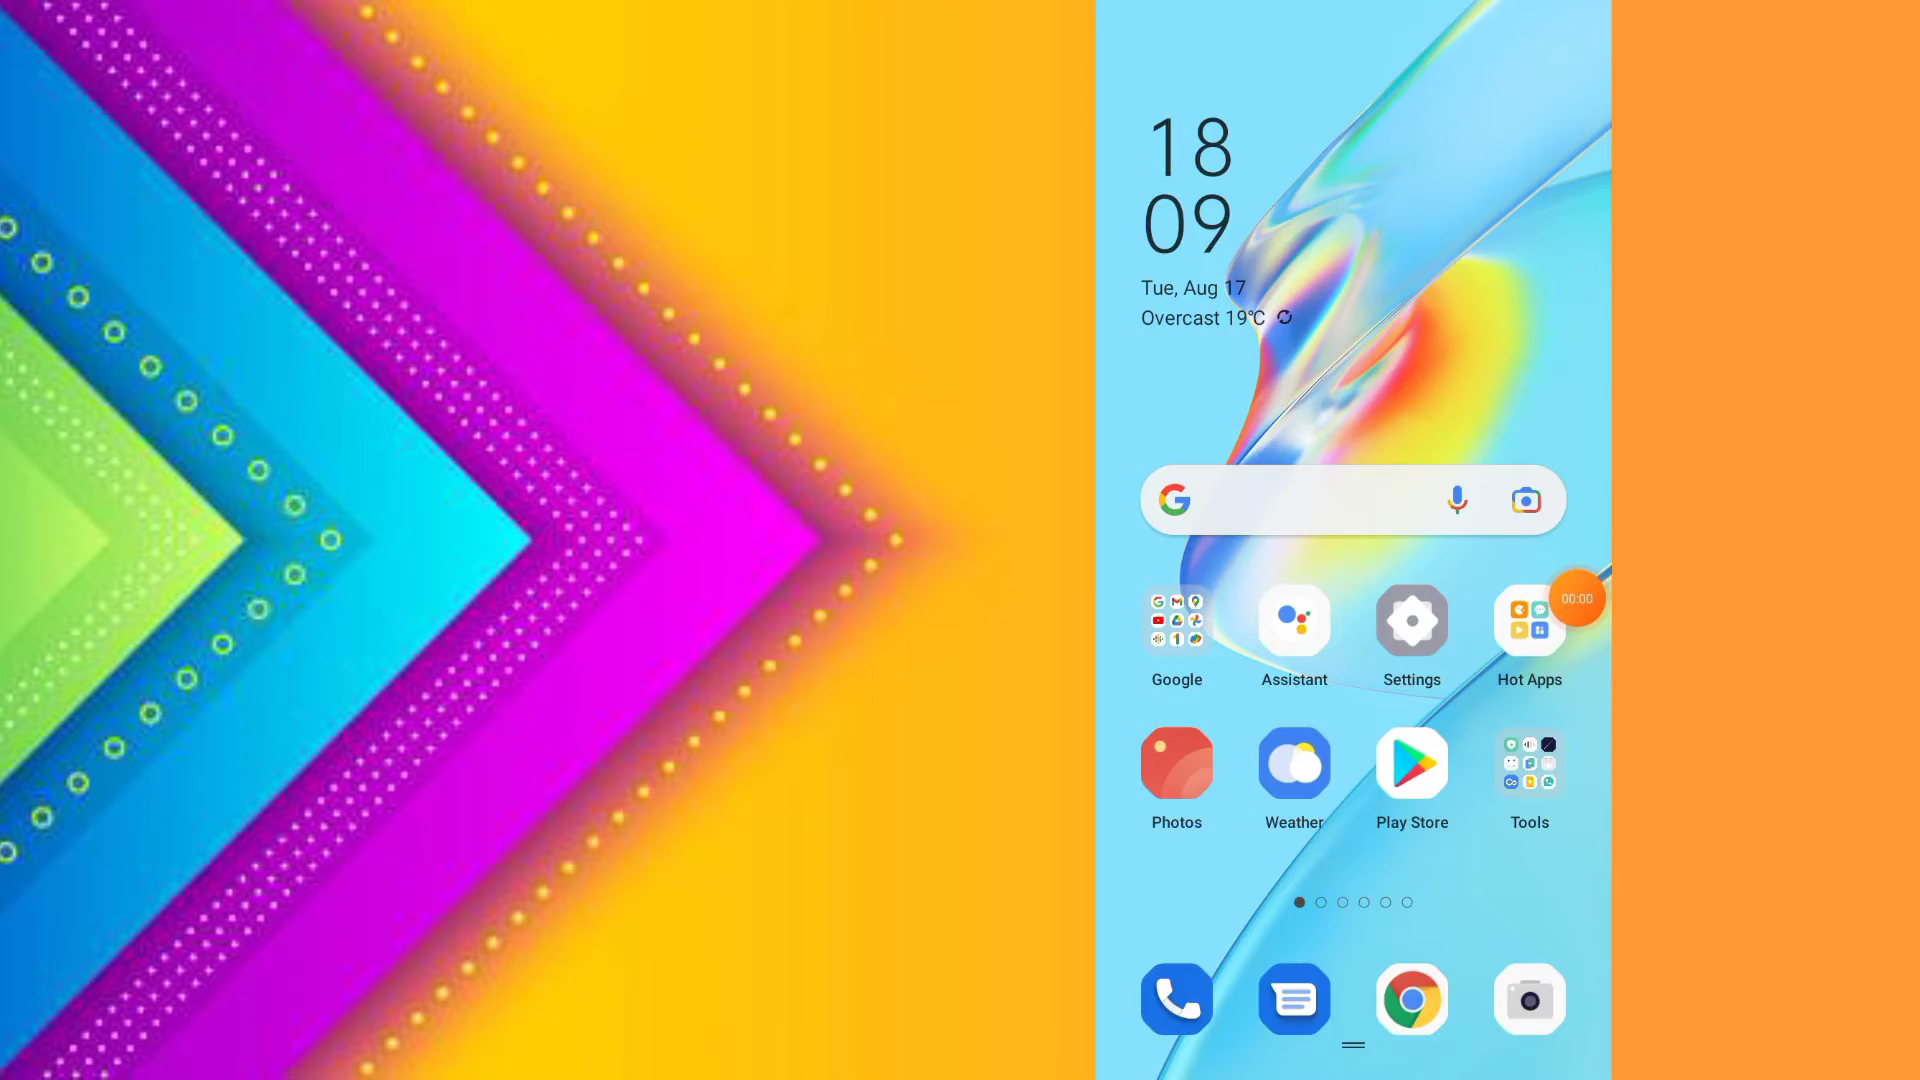 18
09
Tue, Aug 17
Overcast 19℃
00:00
Google Assistant Settings Hot Apps
Photos Weather Play Store Tools